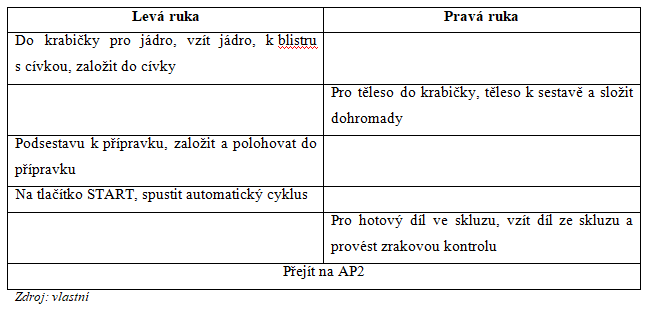 Levá ruka Pravá ruka
Do krabičky pro jádro, vzít jádro, k blistru
s cívkou, založit do cívky
Pro těleso do krabičky, těleso k sestavě a složit
dohromady
Podsestavu k přípravku, založit a polohovat do
přípravku
Na tlačítko START, spustit automatický cyklus
Pro hotový díl ve skluzu, vzít díl ze skluzu a
provést zrakovou kontrolu
Přejít na AP2
Zdroj: vlastní